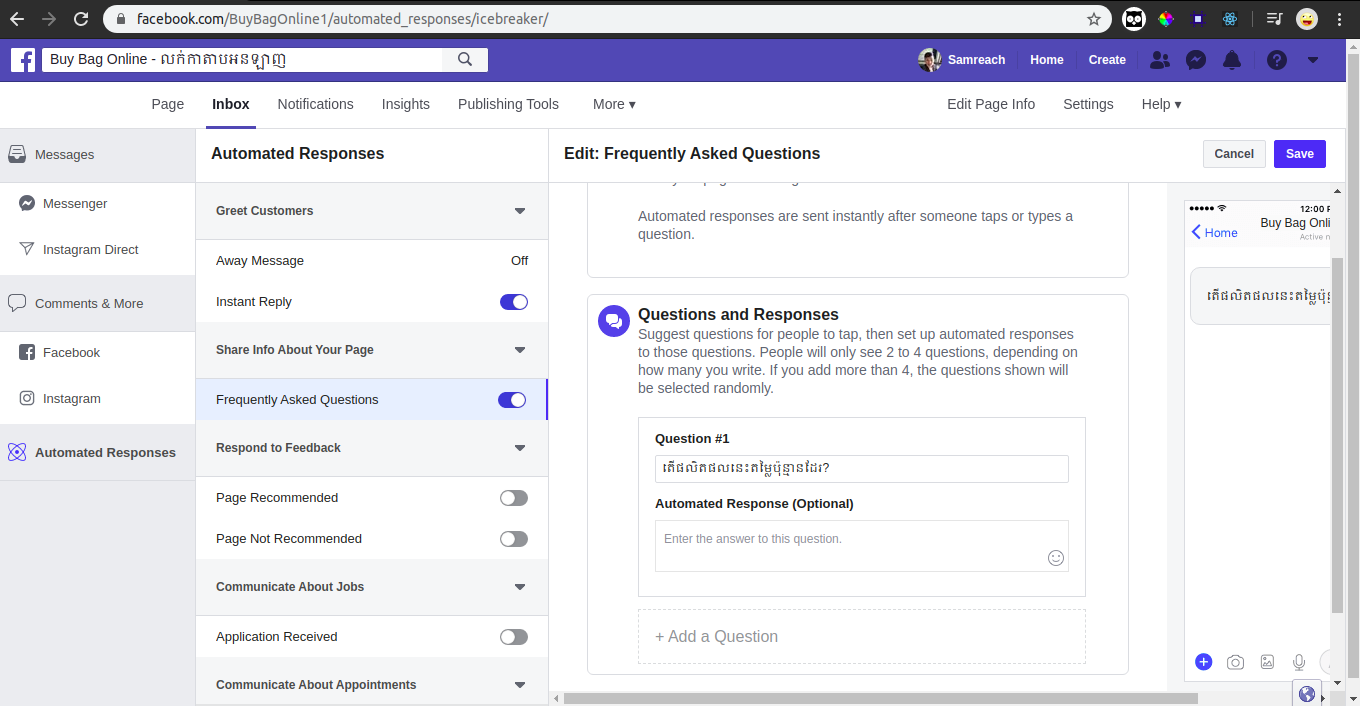 facebook.com/BuyBagOnline1/automated_responses/icebreaker/
Buy Bag Online - លក់កាតាបអនឡាញ
Samreach Home Create
Page Inbox Notifications Insights Publishing Tools More ▾ Edit Page Info Settings Help ▾
Messages
Messenger
Instagram Direct
Comments & More
Facebook
Instagram
Automated Responses
Automated Responses
Greet Customers
Away Message Off
Instant Reply
Share Info About Your Page
Frequently Asked Questions
Respond to Feedback
Page Recommended
Page Not Recommended
Communicate About Jobs
Application Received
Communicate About Appointments
Edit: Frequently Asked Questions
Cancel Save
Automated responses are sent instantly after someone taps or types a
question.
Questions and Responses
Suggest questions for people to tap, then set up automated responses
to those questions. People will only see 2 to 4 questions, depending on
how many you write. If you add more than 4, the questions shown will
be selected randomly.
Question #1
តើផលិតផលនេះតម្លៃប៉ុន្មានដែរ?
Automated Response (Optional)
Enter the answer to this question.
+ Add a Question
12:00
Buy Bag Onli
Home
Active
តើផលិតផលនេះតម្លៃប៉ុន្